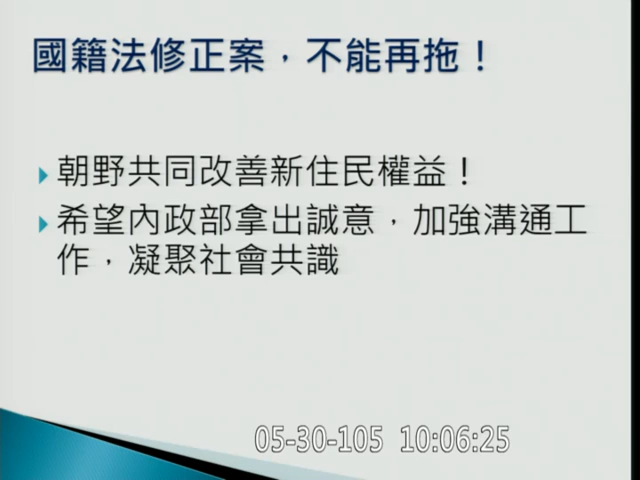 國籍法修正案，不能再拖！
朝野共同改善新住民權益！
希望內政部拿出誠意，加強溝通工
作，凝聚社會共識
05-30-105 10:06:25